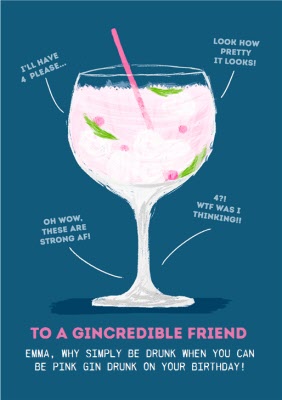 I'LL HAVE
4 PLEASE...
LOOK HOW
PRETTY
IT LOOKS!
OH WOW,
THESE ARE
STRONG AF!
4?!
WTF WAS I
THINKING!!
TO A GINCREDIBLE FRIEND
EMMA, WHY SIMPLY BE DRUNK WHEN YOU CAN
BE PINK GIN DRUNK ON YOUR BIRTHDAY!